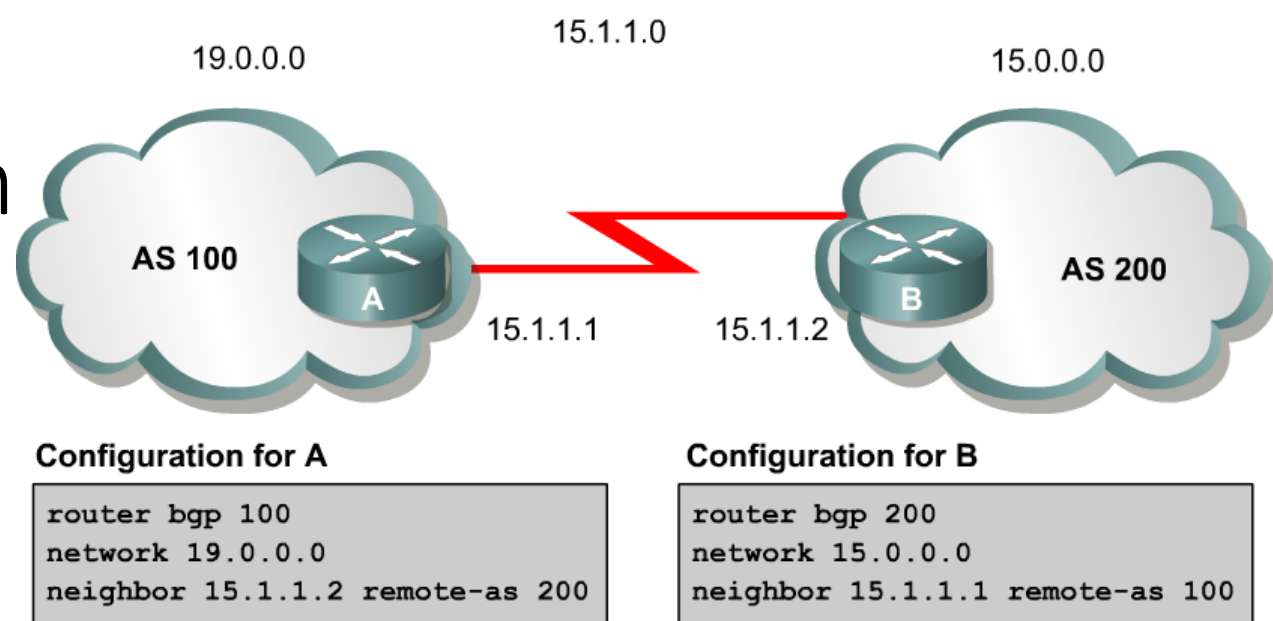 15.1.1.0
19.0.0.0
15.0.0.0
n
AS 100
A
B
AS 200
15.1.1.1
15.1.1.2
Configuration for A
router bgp 100
network 19.0.0.0
neighbor 15.1.1.2 remote-as 200
Configuration for B
router bgp 200
network 15.0.0.0
neighbor 15.1.1.1 remote-as 100